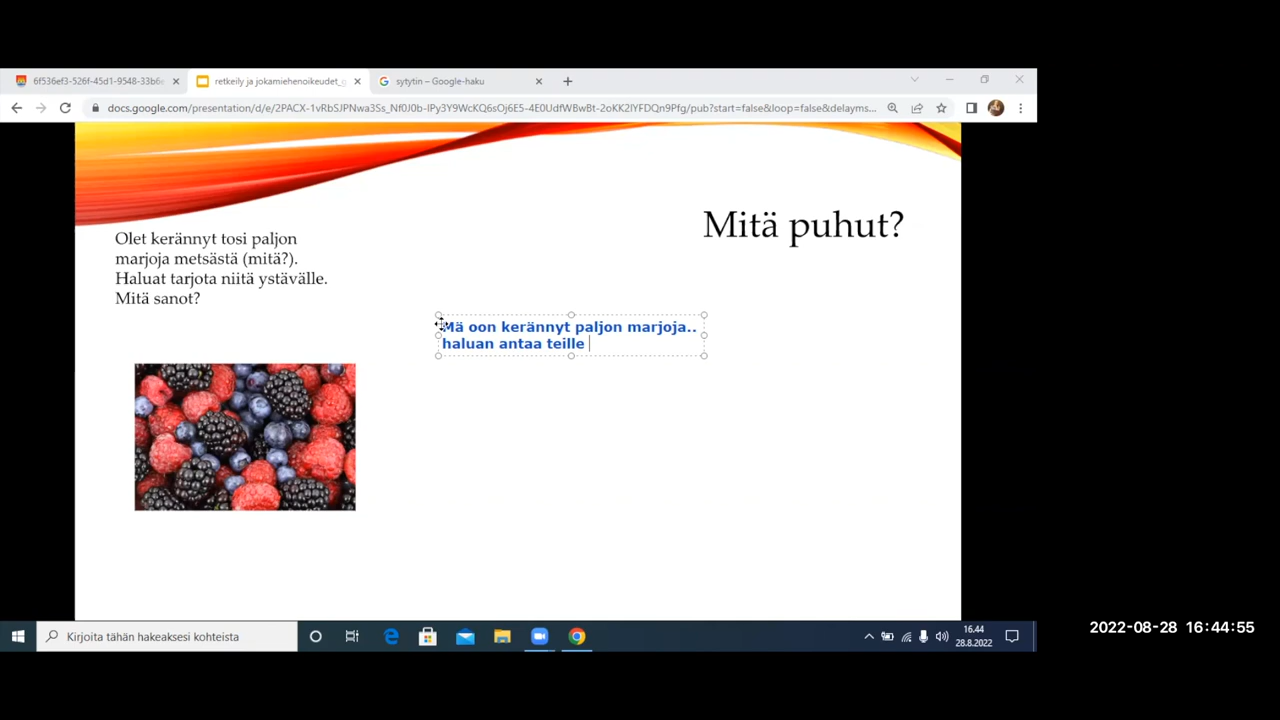 6f536ef3-526f-45d1-9548-33b6e
retkeily ja jokamiehenoikeudet_g
sytytin – Google-haku
docs.google.com/presentation/d/e/2PACX-1vRbSJPNwa3Ss_Nf0J0b-IPy3Y9WcKQ6sOj6E5-4E0UdfWBwBt-2oKK2lYFDQn9Pfg/pub?start=false&loop=false&delayms...
Mitä puhut?
Olet kerännyt tosi paljon
marjoja metsästä (mitä?).
Haluat tarjota niitä ystävälle.
Mitä sanot?
Mä oon kerännyt paljon marjoja..
haluan antaa teille
Kirjoita tähän hakeaksesi kohteista
16.44
28.8.2022
2022-08-28 16:44:55